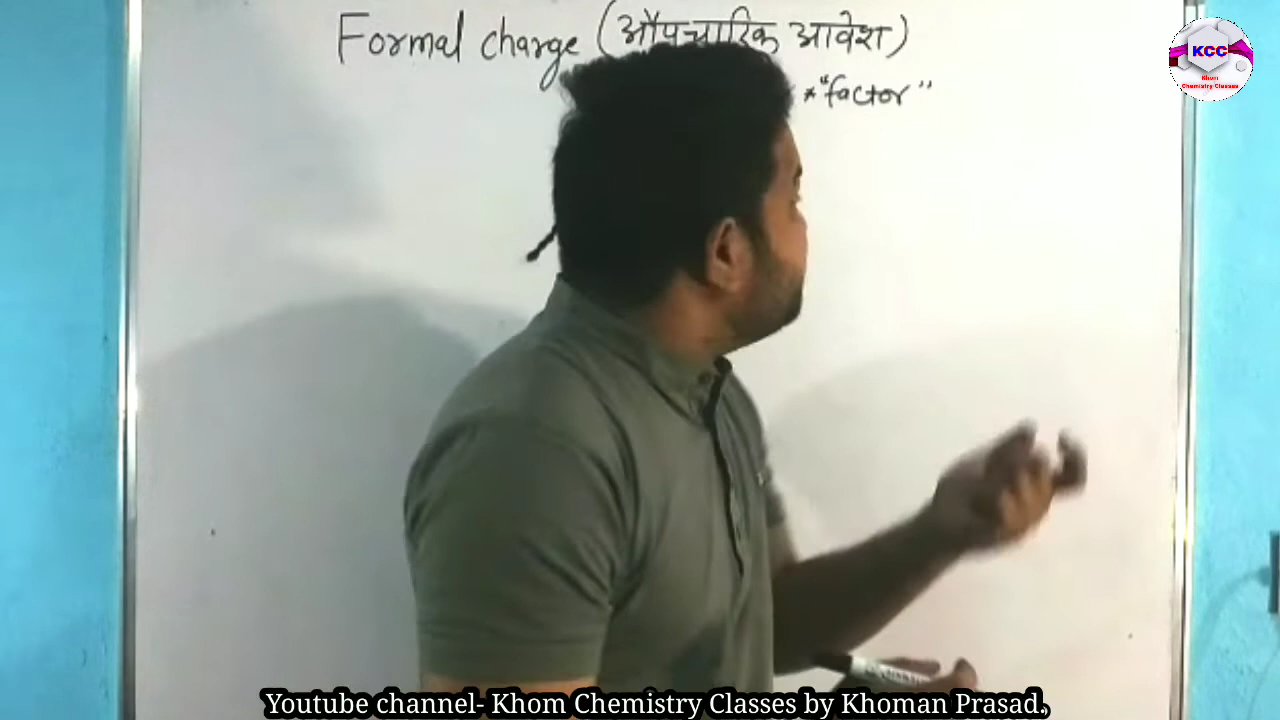 Formal charge (औपचारिक आवेश)
* "factor"
KCC
Khom
Chemistry Classes
Youtube channel- Khom Chemistry Classes by Khoman Prasad.